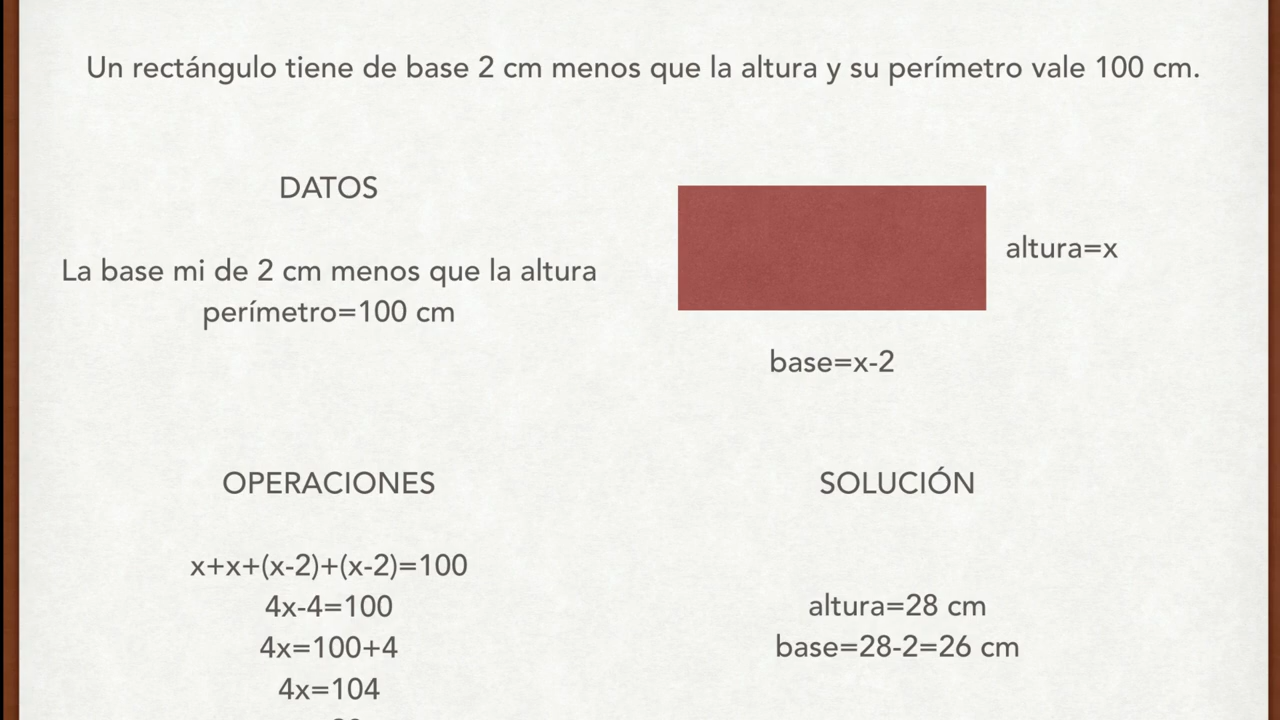 Un rectángulo tiene de base 2 cm menos que la altura y su perímetro vale 100 cm.
DATOS
La base mi de 2 cm menos que la altura
perímetro=100 cm
altura=x
base=x-2
OPERACIONES
x+x+(x-2)+(x-2)=100
4x-4=100
4x=100+4
4x=104
SOLUCIÓN
altura=28 cm
base=28-2=26 cm